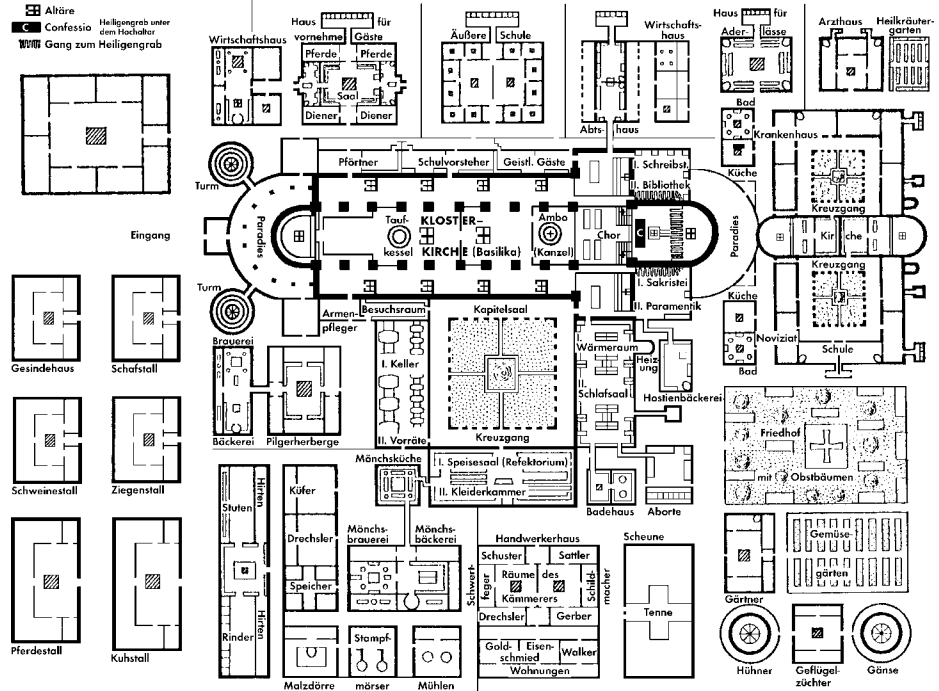 Altäre
C Confessio Heiligengrab unter
dem Hochaltar
Gang zum Heiligengrab
Wirtschaftshaus
Haus für
vornehme Gäste
Pferde Pferde
Saal
Diener Diener
Äußere Schule
Abts-haus
Wirtschafts-
haus
Haus für
Ader-lässe
Arzthaus
Heilkräuter-
garten
Bad
Küche
Krankenhaus
Kreuzgang
Kirche
Kreuzgang
Noviziat
Schule
Küche
Bad
Turm
Paradies
Eingang
Turm
Pförtner
Schulvorsteher
Geistl. Gäste
I. Schreibst.
II. Bibliothek
Tauf-
kessel
KLOSTER-
KIRCHE (Basilika)
Ambo
(Kanzel)
Chor
C
Paradies
I. Sakristei
II. Paramentik
Armen-
pfleger
Besuchsraum
Kapitelsaal
I. Keller
II. Vorräte
Kreuzgang
Wärmeraum
II.
Schlafsaal
Heiz-
ung
Hostienbäckerei
Brauerei
Bäckerei
Pilgerherberge
Gesindehaus
Schafstall
Schweinestall
Ziegenstall
Pferdestall
Kuhstall
Mönchsküche
I. Speisesaal (Refektorium)
II. Kleiderkammer
Badehaus
Aborte
Friedhof
mit Obstbäumen
Stuten
Hirten
Rinder
Hirten
Küfer
Drechsler
Speicher
Mönchs-
brauerei
Mönchs-
bäckerei
Malzdörre
Stampf-
mörser
Mühlen
Handwerkerhaus
Schuster
Sattler
Schwert-
feger
Räume des
Kämmerers
Schild-
macher
Drechsler
Gerber
Gold-
schmied
Eisen-
Walker
Wohnungen
Scheune
Tenne
Gärtner
Gemüse-
gärten
Hühner
Geflügel-
züchter
Gänse